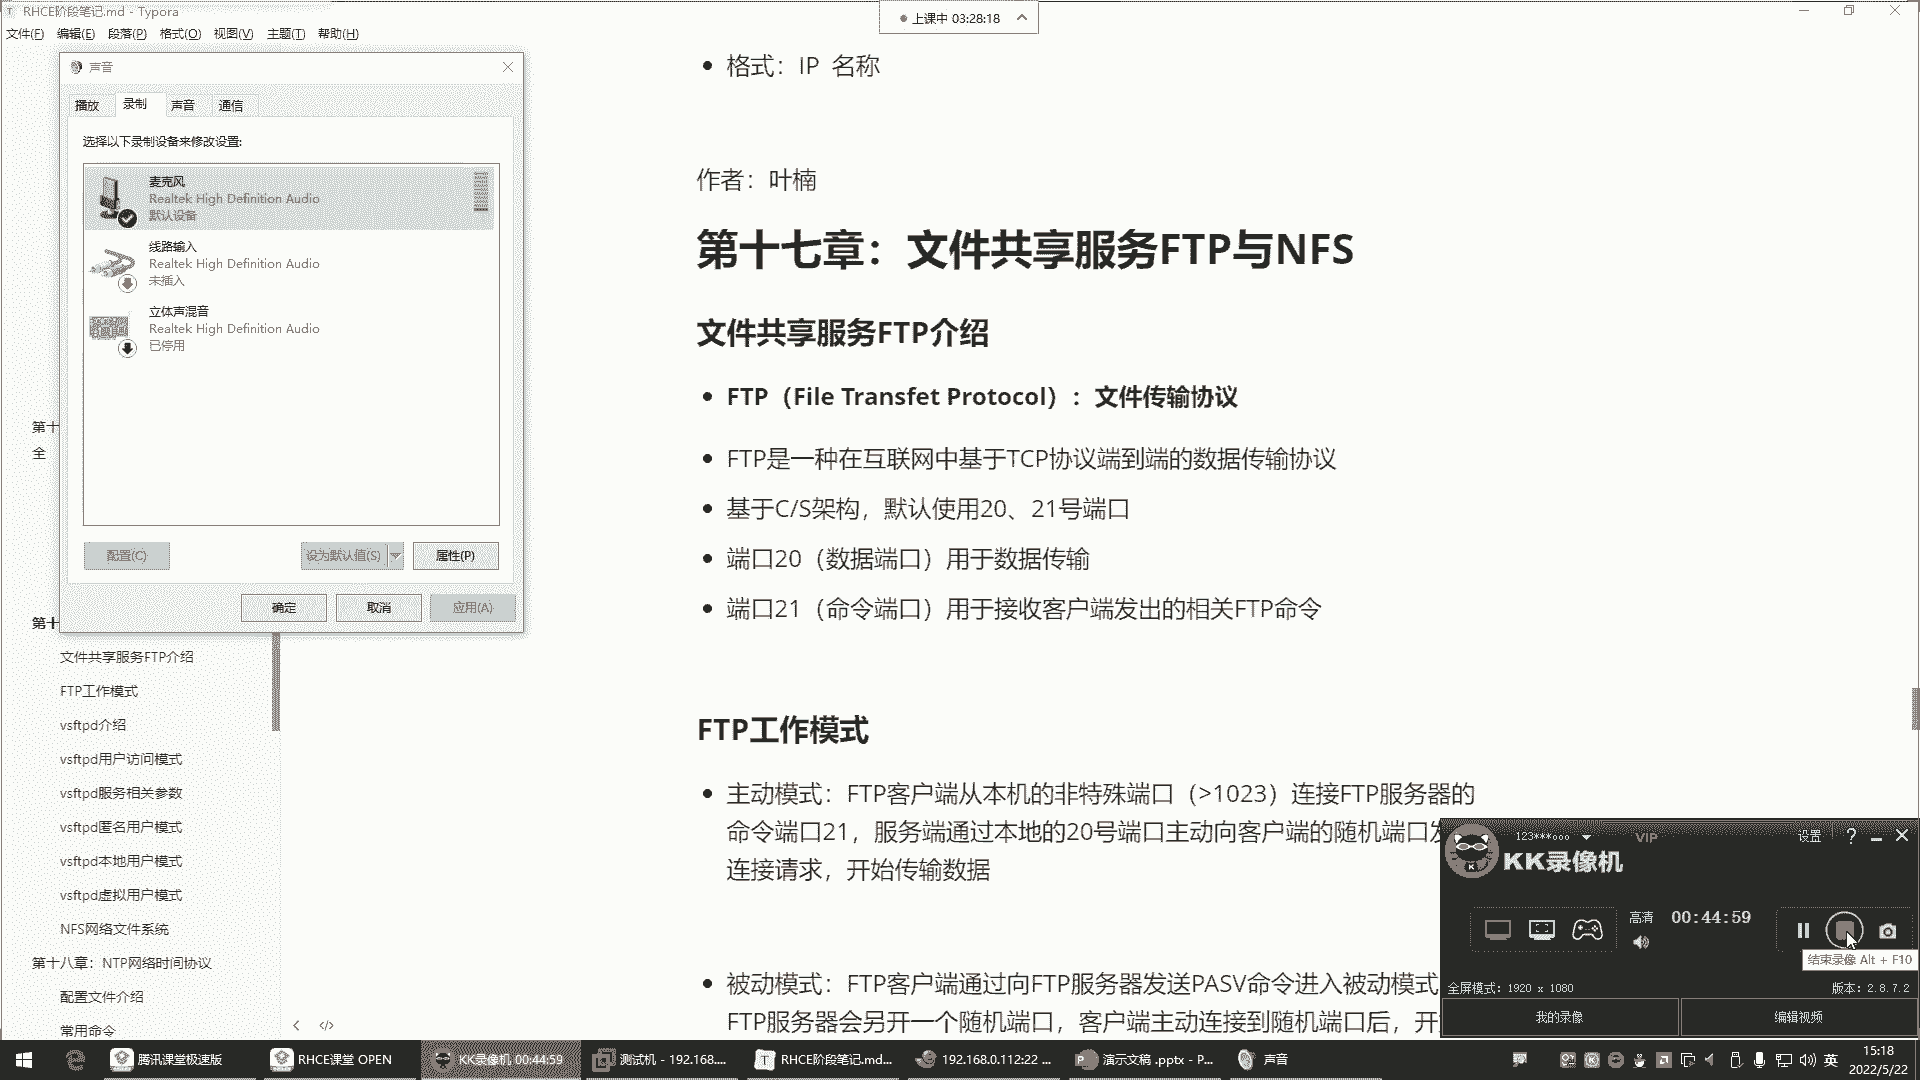 RHCE阶段笔记.md - Typora
上课中 03:28:18
文件(F) 编辑(E) 段落(P) 格式(O) 视图(V) 主题(T) 帮助(H)
声音
播放 录制 声音 通信
选择以下录制设备来修改设置:
麦克风
Realtek High Definition Audio
默认设备
线路输入
Realtek High Definition Audio
未插入
立体声混音
Realtek High Definition Audio
已停用
配置(C) 设为默认值(S) 属性(P)
确定 取消 应用(A)
第十
全
第十
文件共享服务FTP介绍
FTP工作模式
vsftpd介绍
vsftpd用户访问模式
vsftpd服务相关参数
vsftpd匿名用户模式
vsftpd本地用户模式
vsftpd虚拟用户模式
NFS网络文件系统
第十八章：NTP网络时间协议
配置文件介绍
常用命令
格式：IP 名称
作者：叶楠
第十七章：文件共享服务FTP与NFS
文件共享服务FTP介绍
FTP（File Transfet Protocol）：文件传输协议
FTP是一种在互联网中基于TCP协议端到端的数据传输协议
基于C/S架构，默认使用20、21号端口
端口20（数据端口）用于数据传输
端口21（命令端口）用于接收客户端发出的相关FTP命令
FTP工作模式
主动模式：FTP客户端从本机的非特殊端口（>1023）连接FTP服务器的
命令端口21，服务端通过本地的20号端口主动向客户端的随机端口发
连接请求，开始传输数据
被动模式：FTP客户端通过向FTP服务器发送PASV命令进入被动模式
FTP服务器会另开一个随机端口，客户端主动连接到随机端口后，开
123***ooo VIP 设置 ?
KK录像机
高清 00:44:59
结束录像 Alt + F10
全屏模式: 1920 x 1080 版本: 2.8.7.2
我的录像 编辑视频
腾讯课堂极速版 RHCE课堂 OPEN KK录像机 00:44:59 测试机 - 192.168.... RHCE阶段笔记.md... 192.168.0.112:22 ... 演示文稿 .pptx - P... 声音 英 15:18
2022/5/22